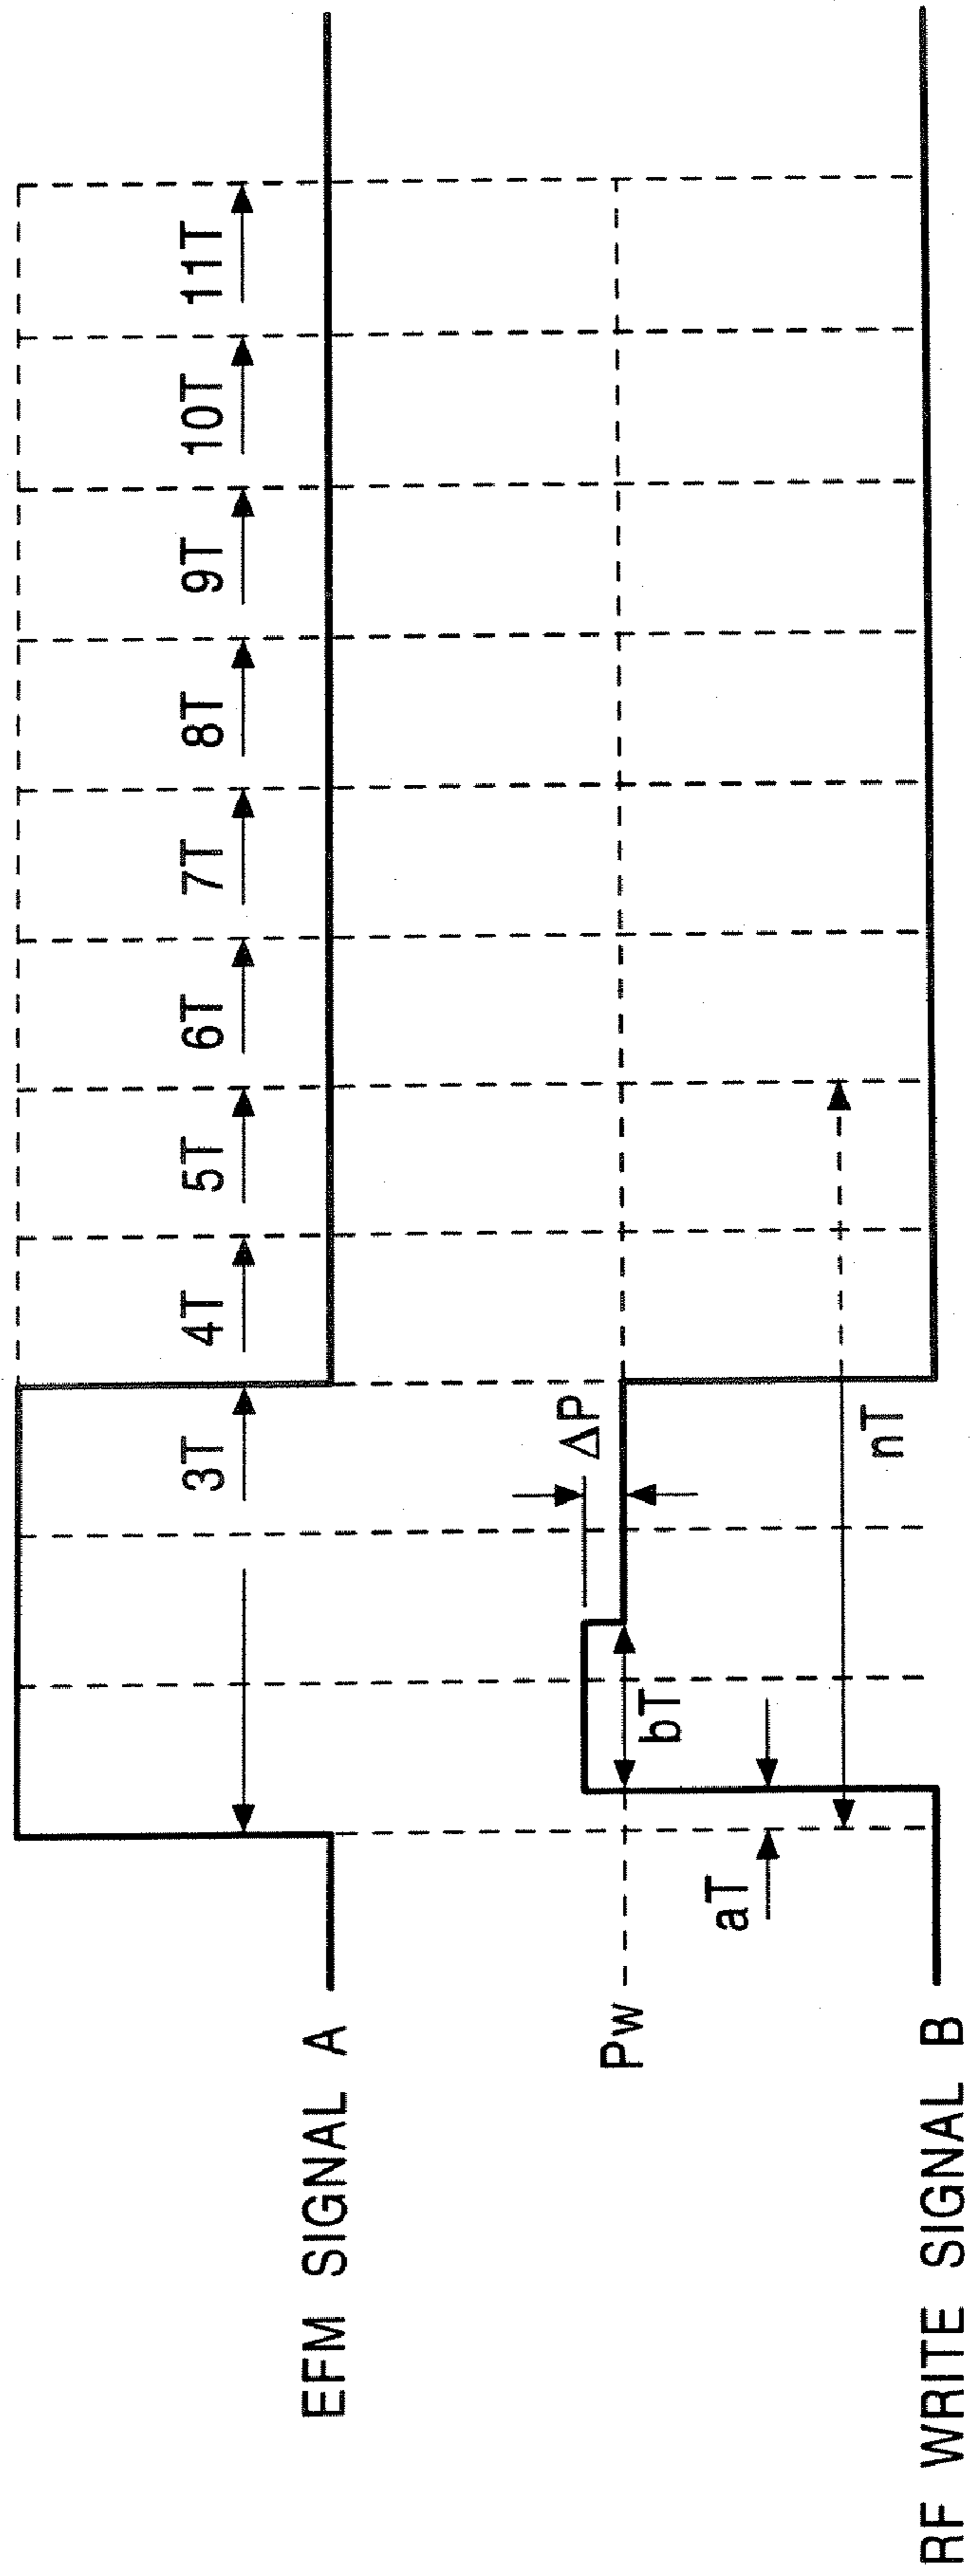 3T
4T
5T
6T
7T
8T
9T
10T
11T
EFM SIGNAL A
ΔP
Pw
bT
aT
nT
RF WRITE SIGNAL B